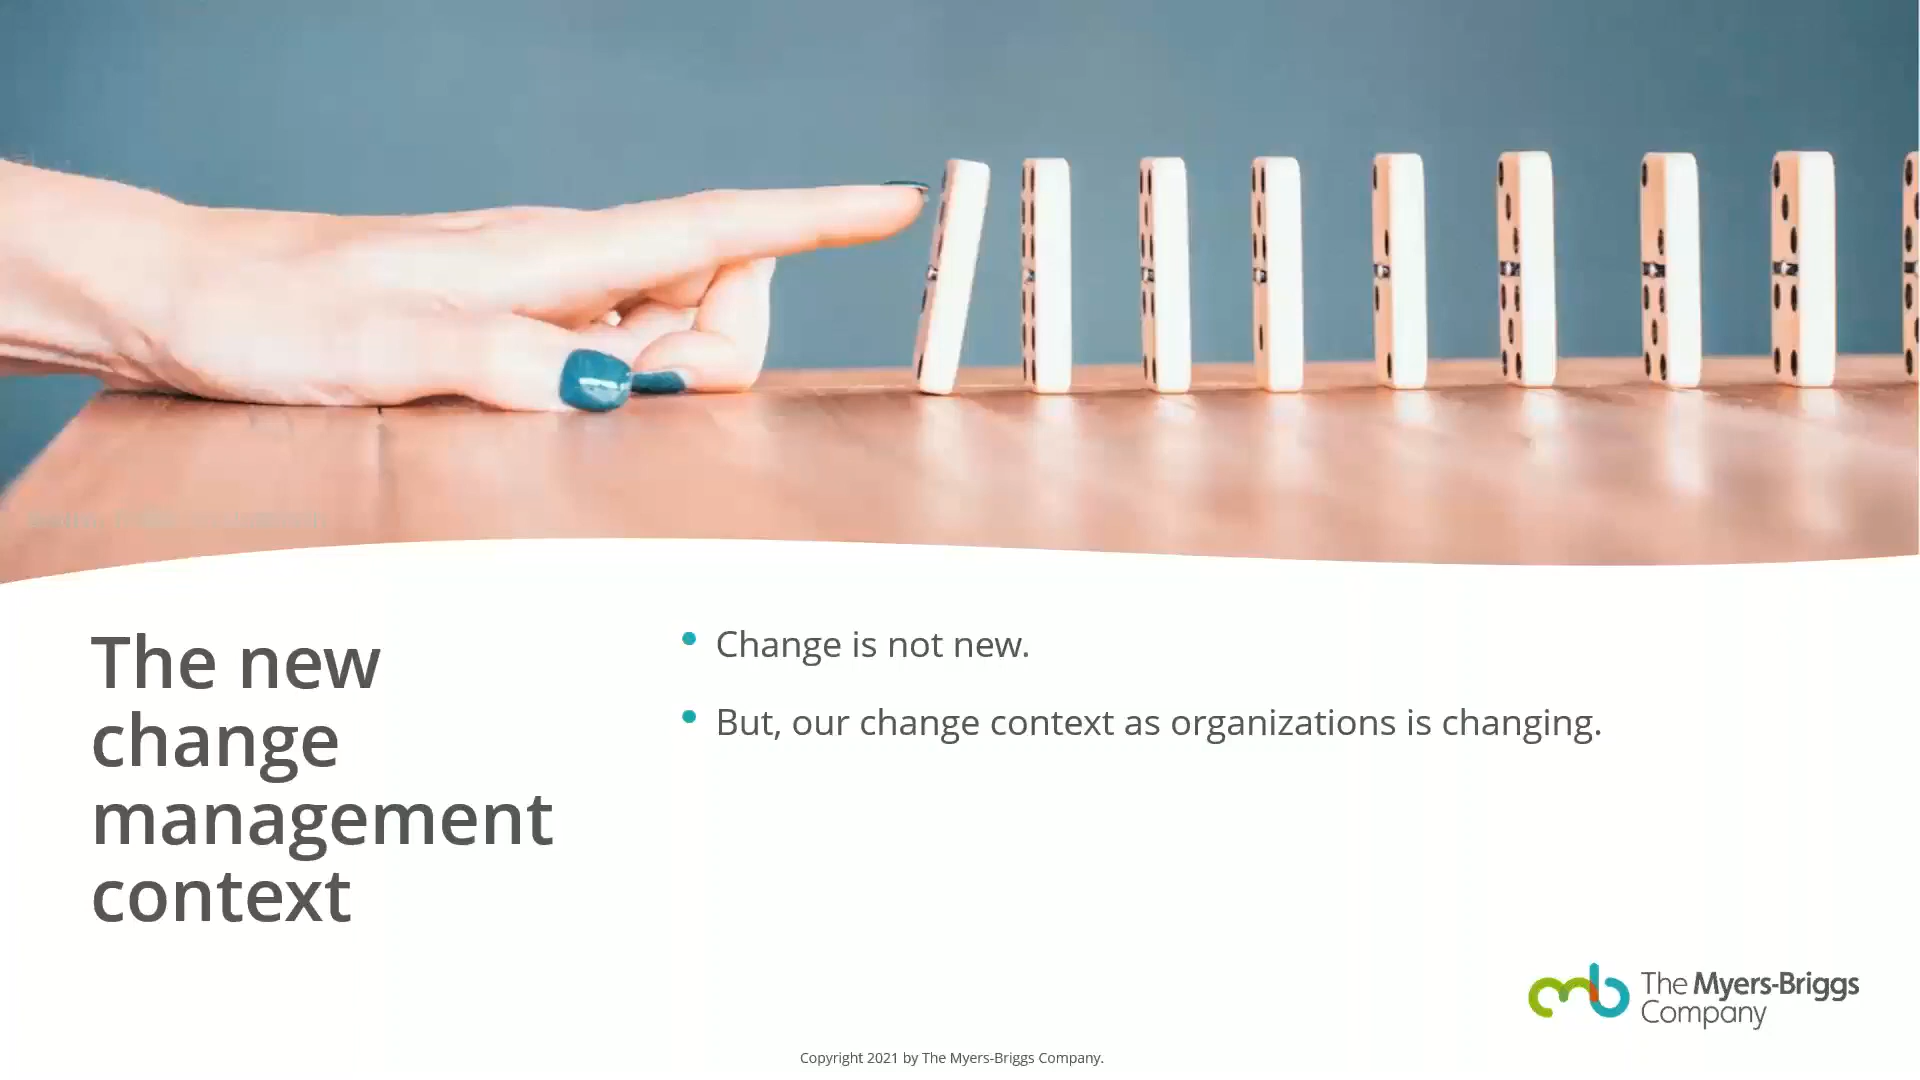 The new
change
management
context
Change is not new.
But, our change context as organizations is changing.
The Myers-Briggs
Company
Copyright 2021 by The Myers-Briggs Company.